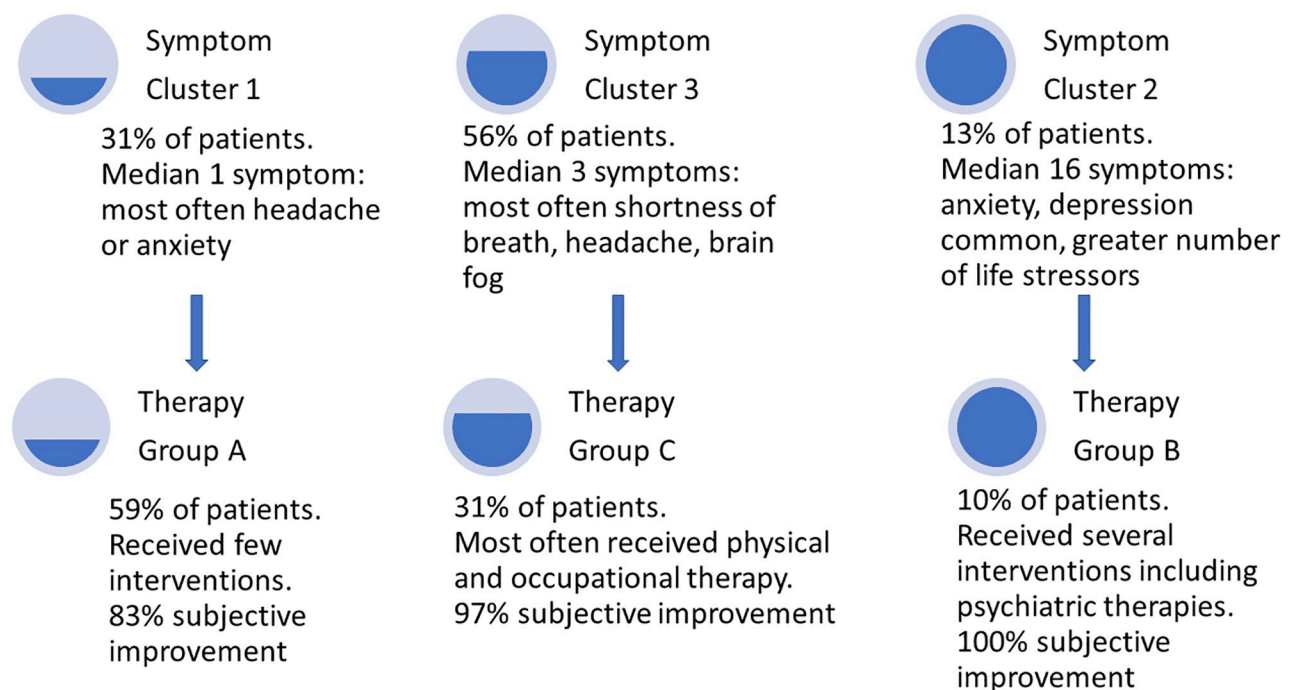 Symptom
Cluster 1
31% of patients.
Median 1 symptom:
most often headache
or anxiety
Symptom
Cluster 3
56% of patients.
Median 3 symptoms:
most often shortness of
breath, headache, brain
fog
Symptom
Cluster 2
13% of patients.
Median 16 symptoms:
anxiety, depression
common, greater number
of life stressors
Therapy
Group A
59% of patients.
Received few
interventions.
83% subjective
improvement
Therapy
Group C
31% of patients.
Most often received physical
and occupational therapy.
97% subjective improvement
Therapy
Group B
10% of patients.
Received several
interventions including
psychiatric therapies.
100% subjective
improvement